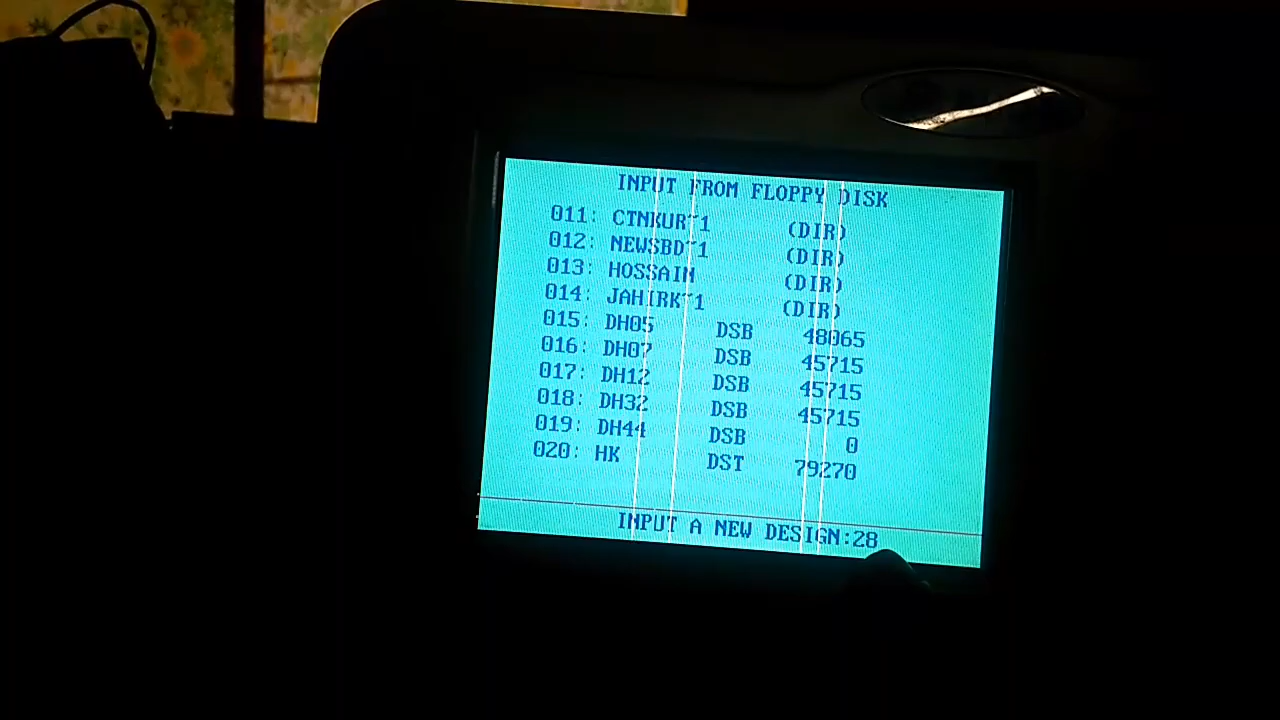 INPUT FROM FLOPPY DISK
011: CTNKUR~1 (DIR)
012: NEWSBD~1 (DIR)
013: HOSSAIN (DIR)
014: JAHIRK~1 (DIR)
015: DH05 DSB 48065
016: DH07 DSB 45715
017: DH12 DSB 45715
018: DH32 DSB 45715
019: DH44 DSB 0
020: HK DST 79270
INPUT A NEW DESIGN:28